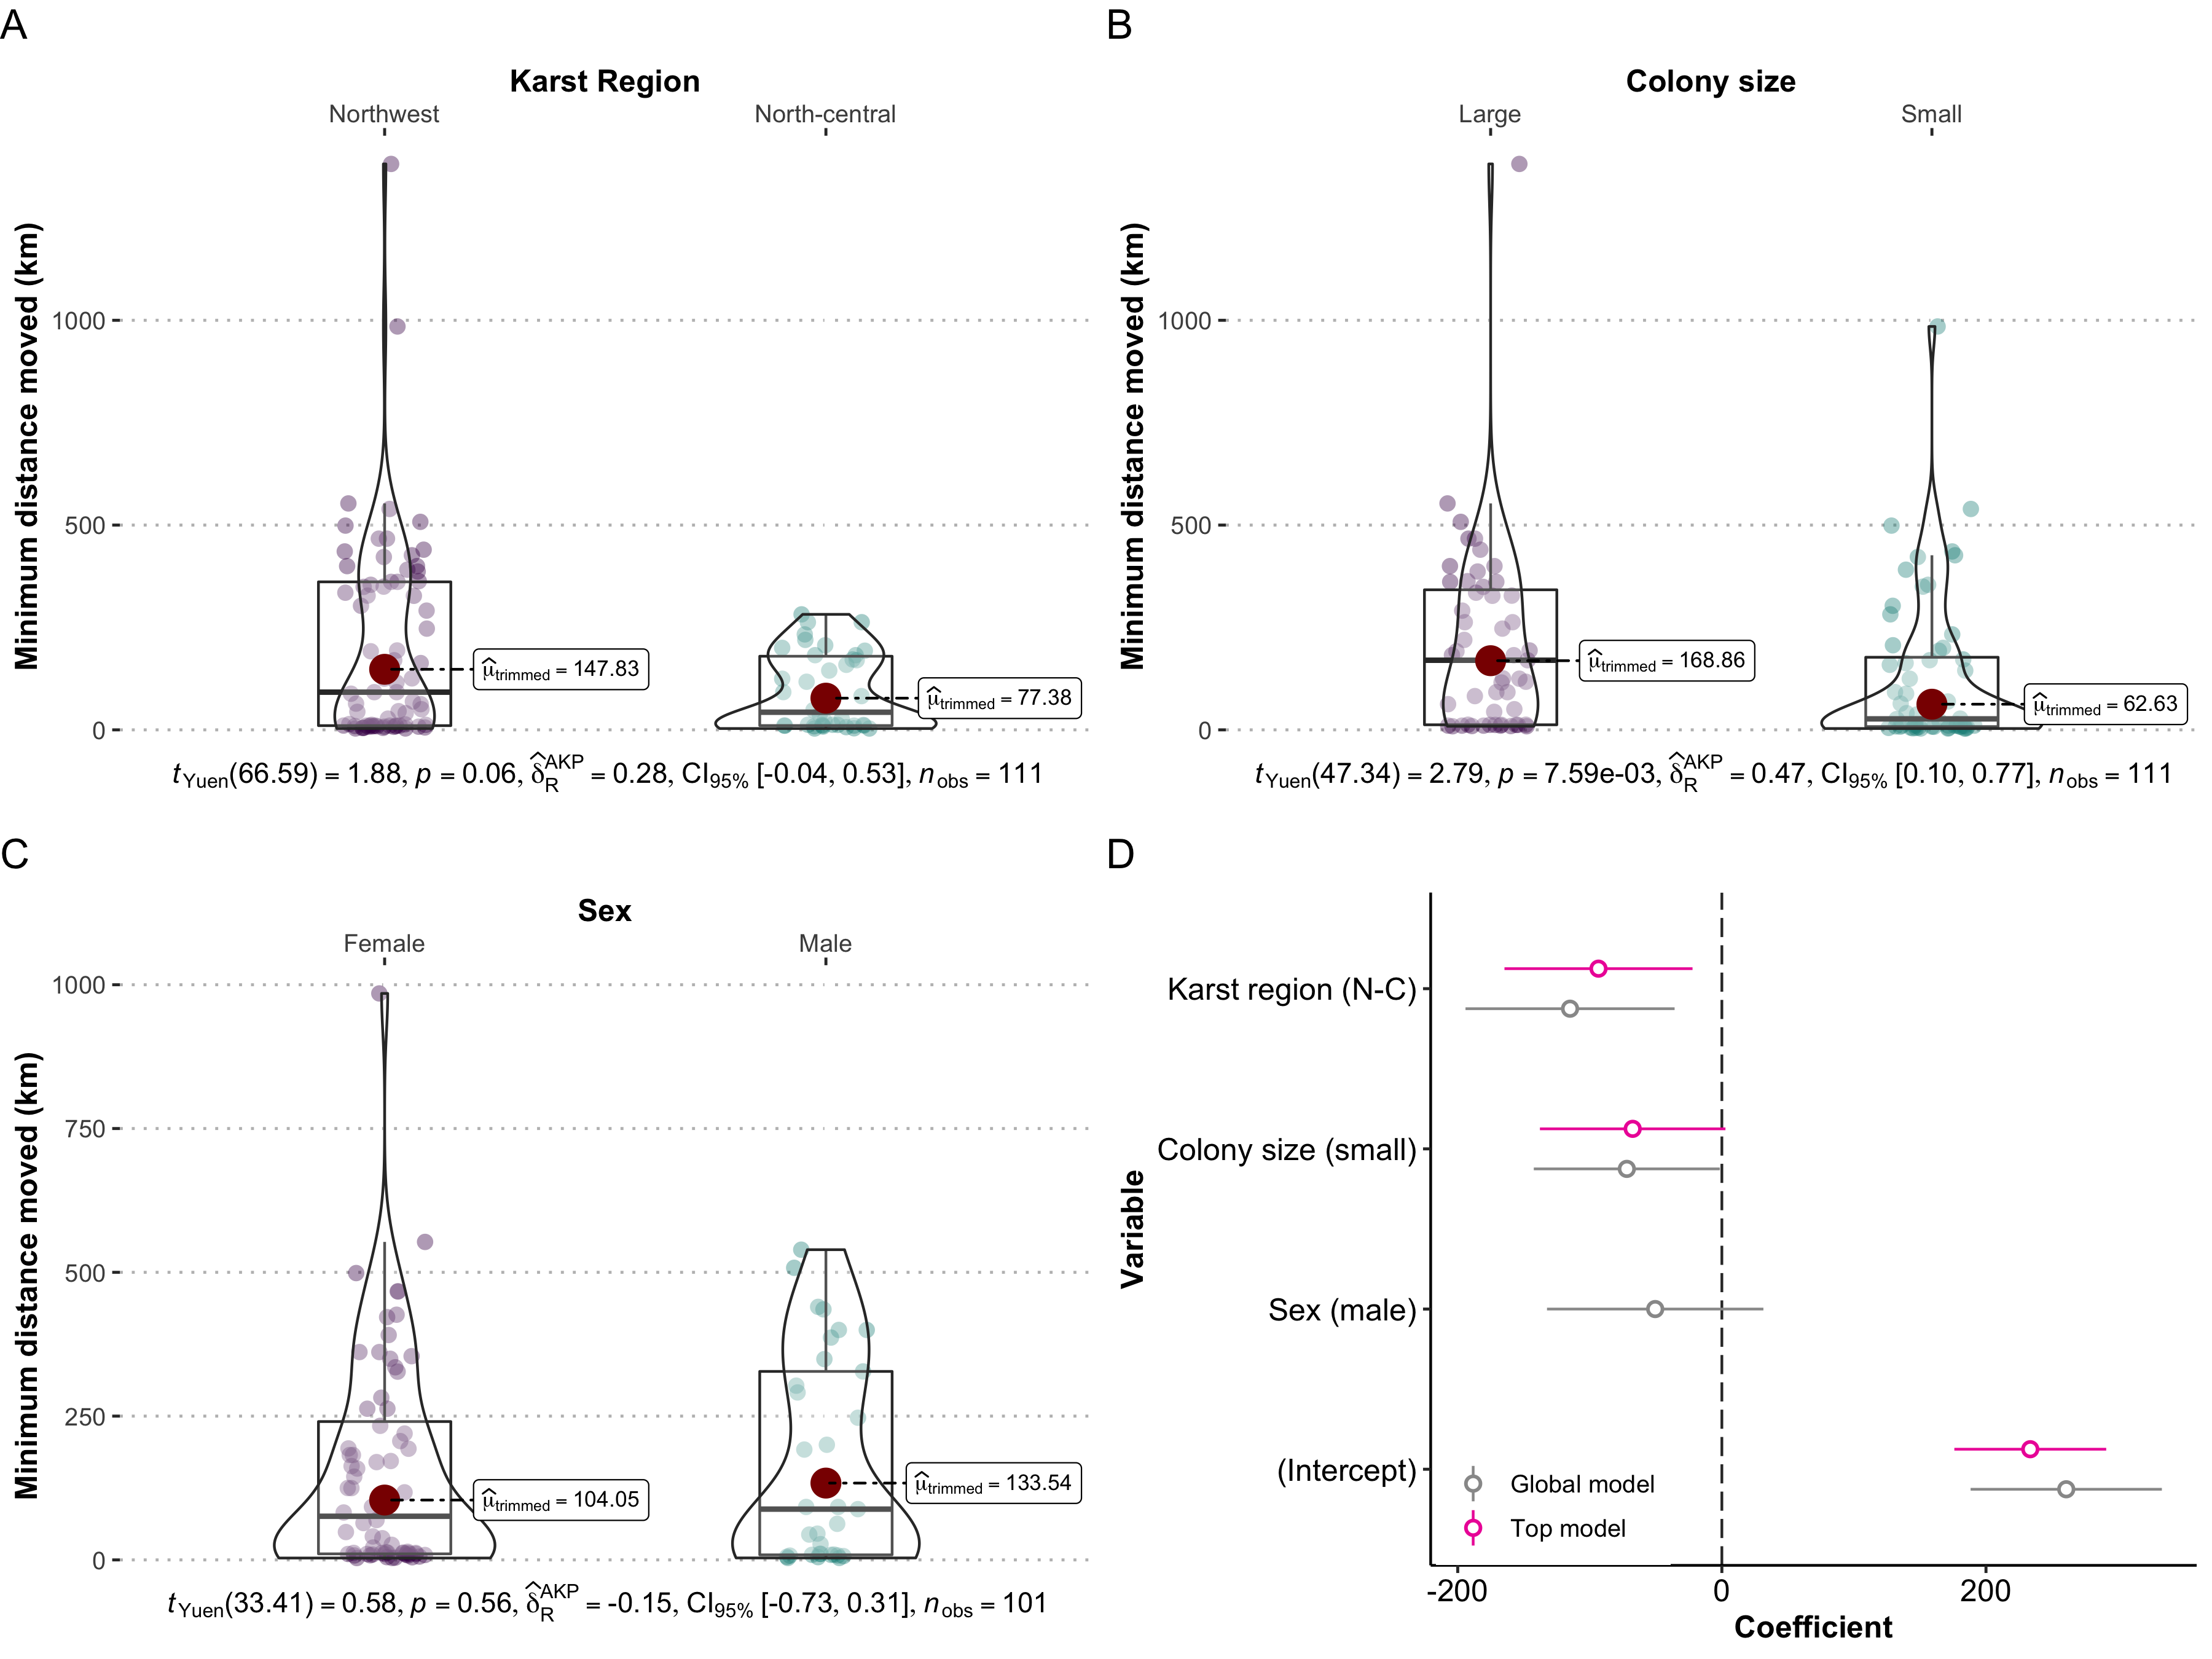 A
Karst Region
Northwest North-central
Minimum distance moved (km)
1000
500
0
μ̂trimmed = 147.83
μ̂trimmed = 77.38
tYuen(66.59) = 1.88, p = 0.06, δ̂RAKP = 0.28, CI95% [-0.04, 0.53], nobs = 111
B
Colony size
Large Small
Minimum distance moved (km)
1000
500
0
μ̂trimmed = 168.86
μ̂trimmed = 62.63
tYuen(47.34) = 2.79, p = 7.59e-03, δ̂RAKP = 0.47, CI95% [0.10, 0.77], nobs = 111
C
Sex
Female Male
Minimum distance moved (km)
1000
750
500
250
0
μ̂trimmed = 104.05
μ̂trimmed = 133.54
tYuen(33.41) = 0.58, p = 0.56, δ̂RAKP = -0.15, CI95% [-0.73, 0.31], nobs = 101
D
Variable
Karst region (N-C)
Colony size (small)
Sex (male)
(Intercept)
Global model
Top model
-200 0 200
Coefficient